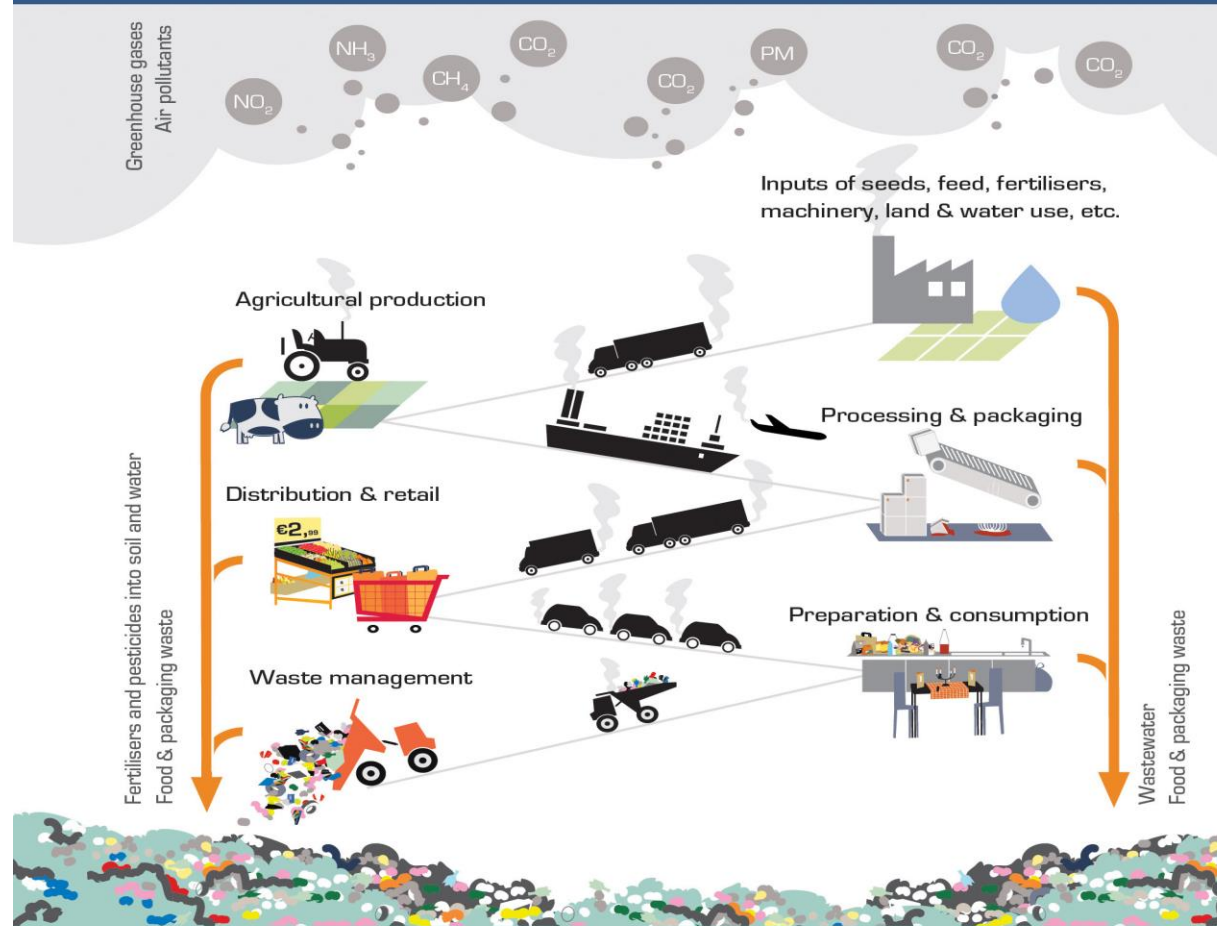 Greenhouse gases
Air pollutants
NO₂
NH₃
CH₄
CO₂
CO₂
PM
CO₂
CO₂
Inputs of seeds, feed, fertilisers,
machinery, land & water use, etc.
Agricultural production
Processing & packaging
Distribution & retail
€2,99
Preparation & consumption
Waste management
Fertilisers and pesticides into soil and water
Food & packaging waste
Wastewater
Food & packaging waste